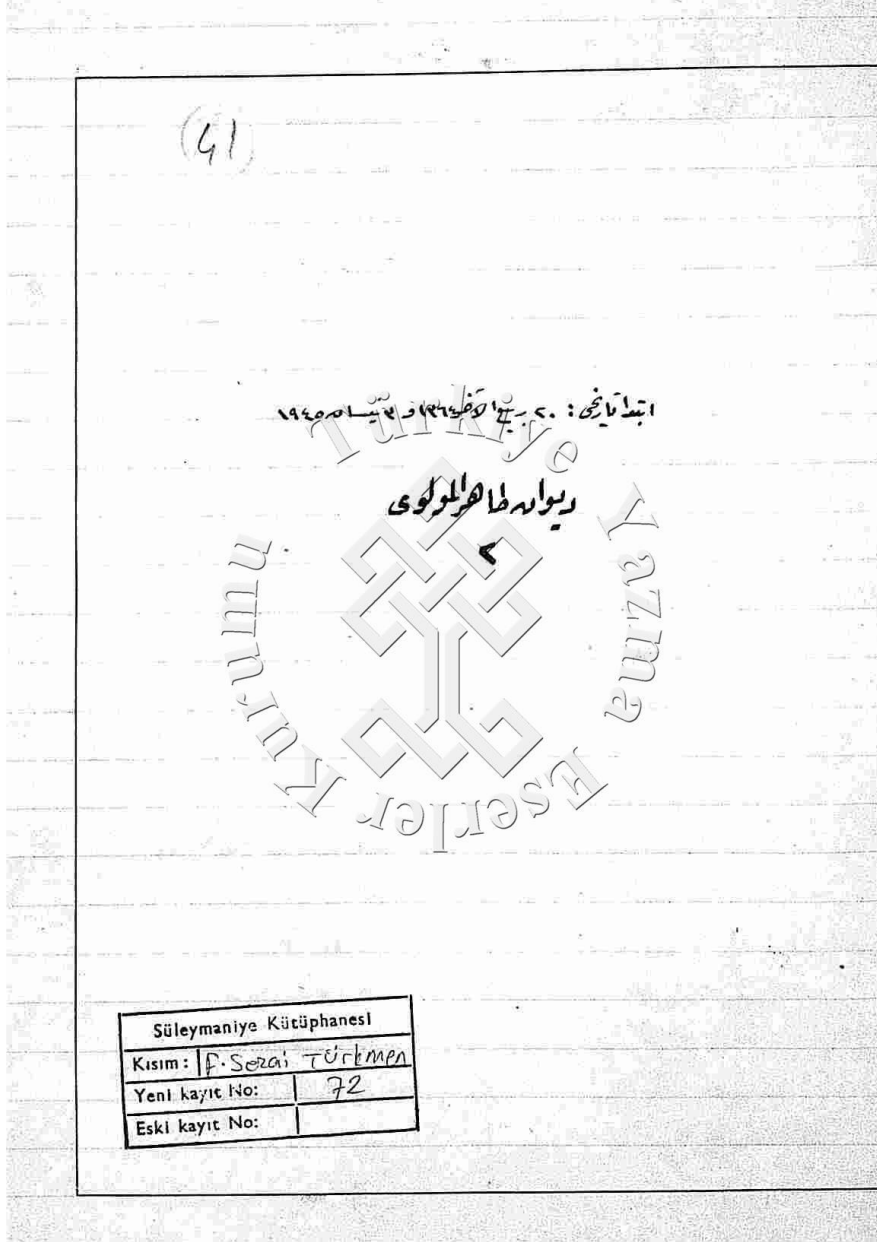 (41)
ابتدا تاریخی : ٢٠ ربیع الآخر ١٣٦٤ و ٣ نیسان ١٩٤٥
دیوان طاهر المولوی
٢
Türkiye Yazma Eserler Kurumu
Süleymaniye Kütüphanesi
Kısım: F. Sezai Türkmen
Yeni kayıt No: 72
Eski kayıt No: